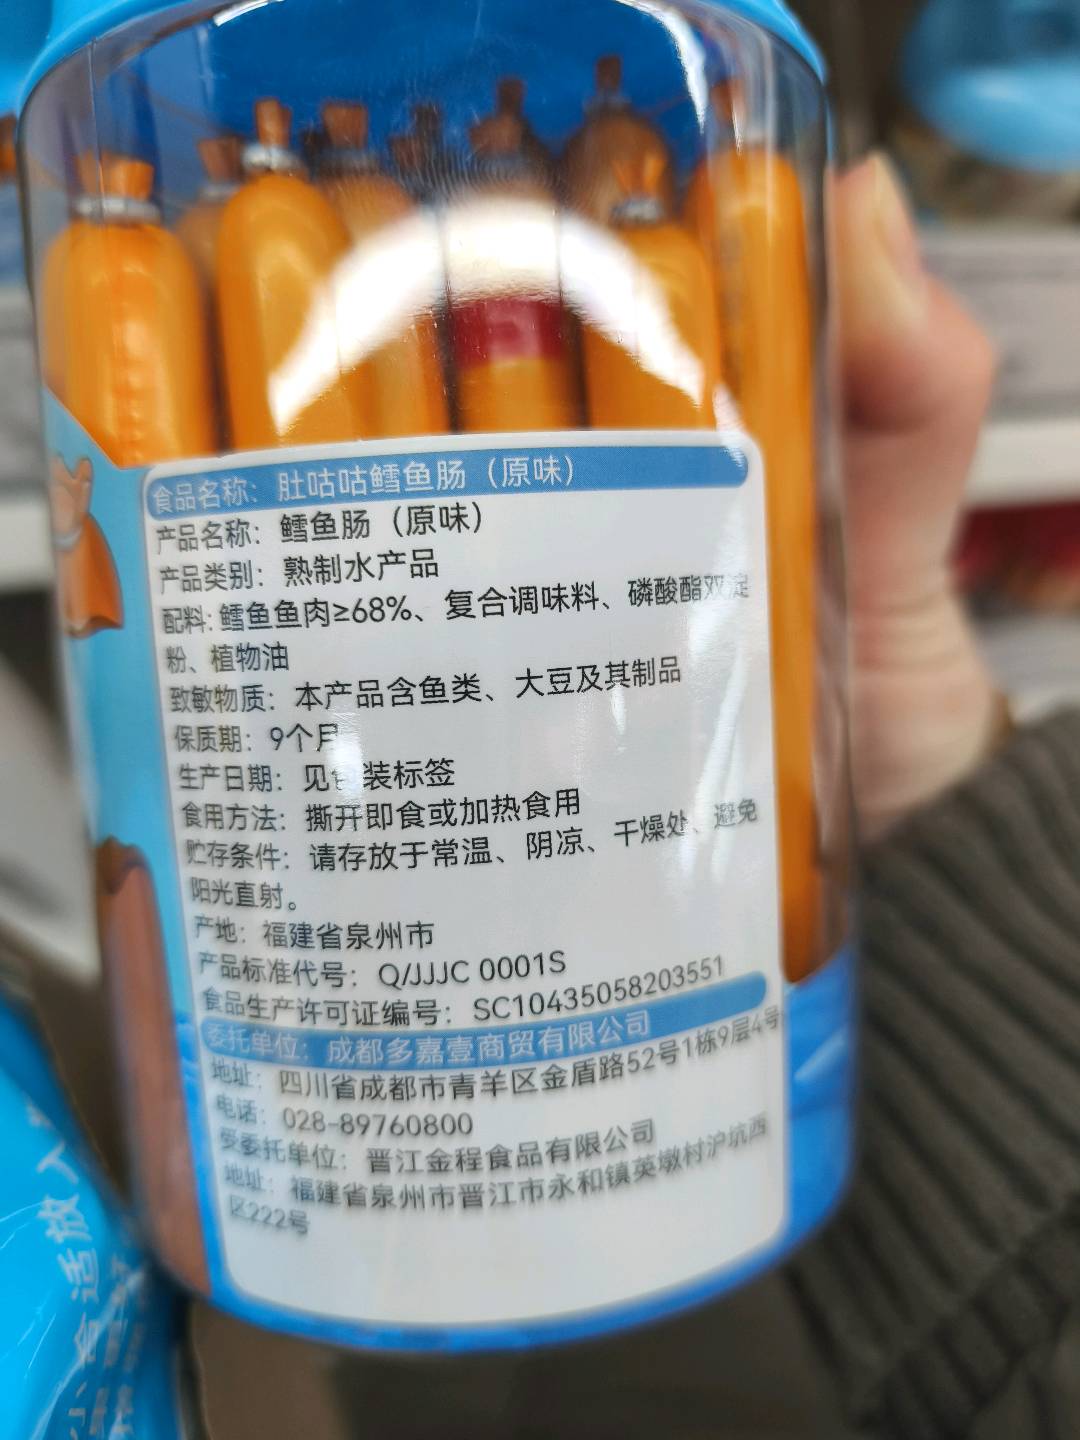 食品名称：肚咕咕鳕鱼肠（原味）
产品名称：鳕鱼肠（原味）
产品类别：熟制水产品
配料：鳕鱼鱼肉≥68%、复合调味料、磷酸酯双淀
粉、植物油
致敏物质：本产品含鱼类、大豆及其制品
保质期：9个月
生产日期：见包装标签
食用方法：撕开即食或加热食用
贮存条件：请存放于常温、阴凉、干燥处、避免
阳光直射。
产地：福建省泉州市
产品标准代号：Q/JJJC 0001S
食品生产许可证编号：SC10435058203551
委托单位：成都多嘉壹商贸有限公司
地址：四川省成都市青羊区金盾路52号1栋9层4号
电话：028-89760800
受委托单位：晋江金程食品有限公司
地址：福建省泉州市晋江市永和镇英墩村沪坑西
区222号